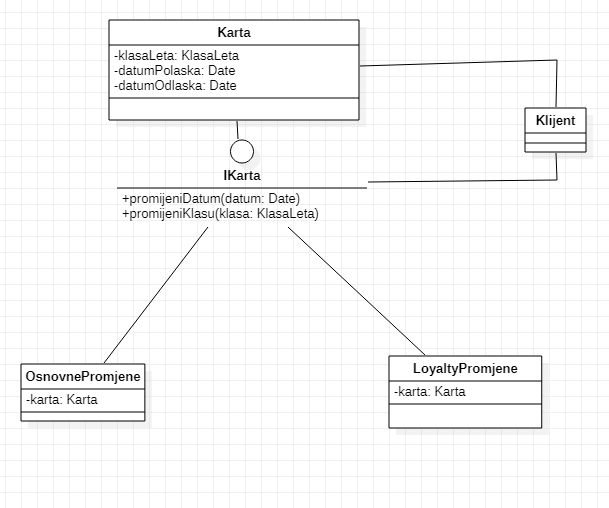 Karta
-klasaLeta: KlasaLeta
-datumPolaska: Date
-datumOdlaska: Date
Klijent
IKarta
+promijeniDatum(datum: Date)
+promijeniKlasu(klasa: KlasaLeta)
OsnovnePromjene
-karta: Karta
LoyaltyPromjene
-karta: Karta